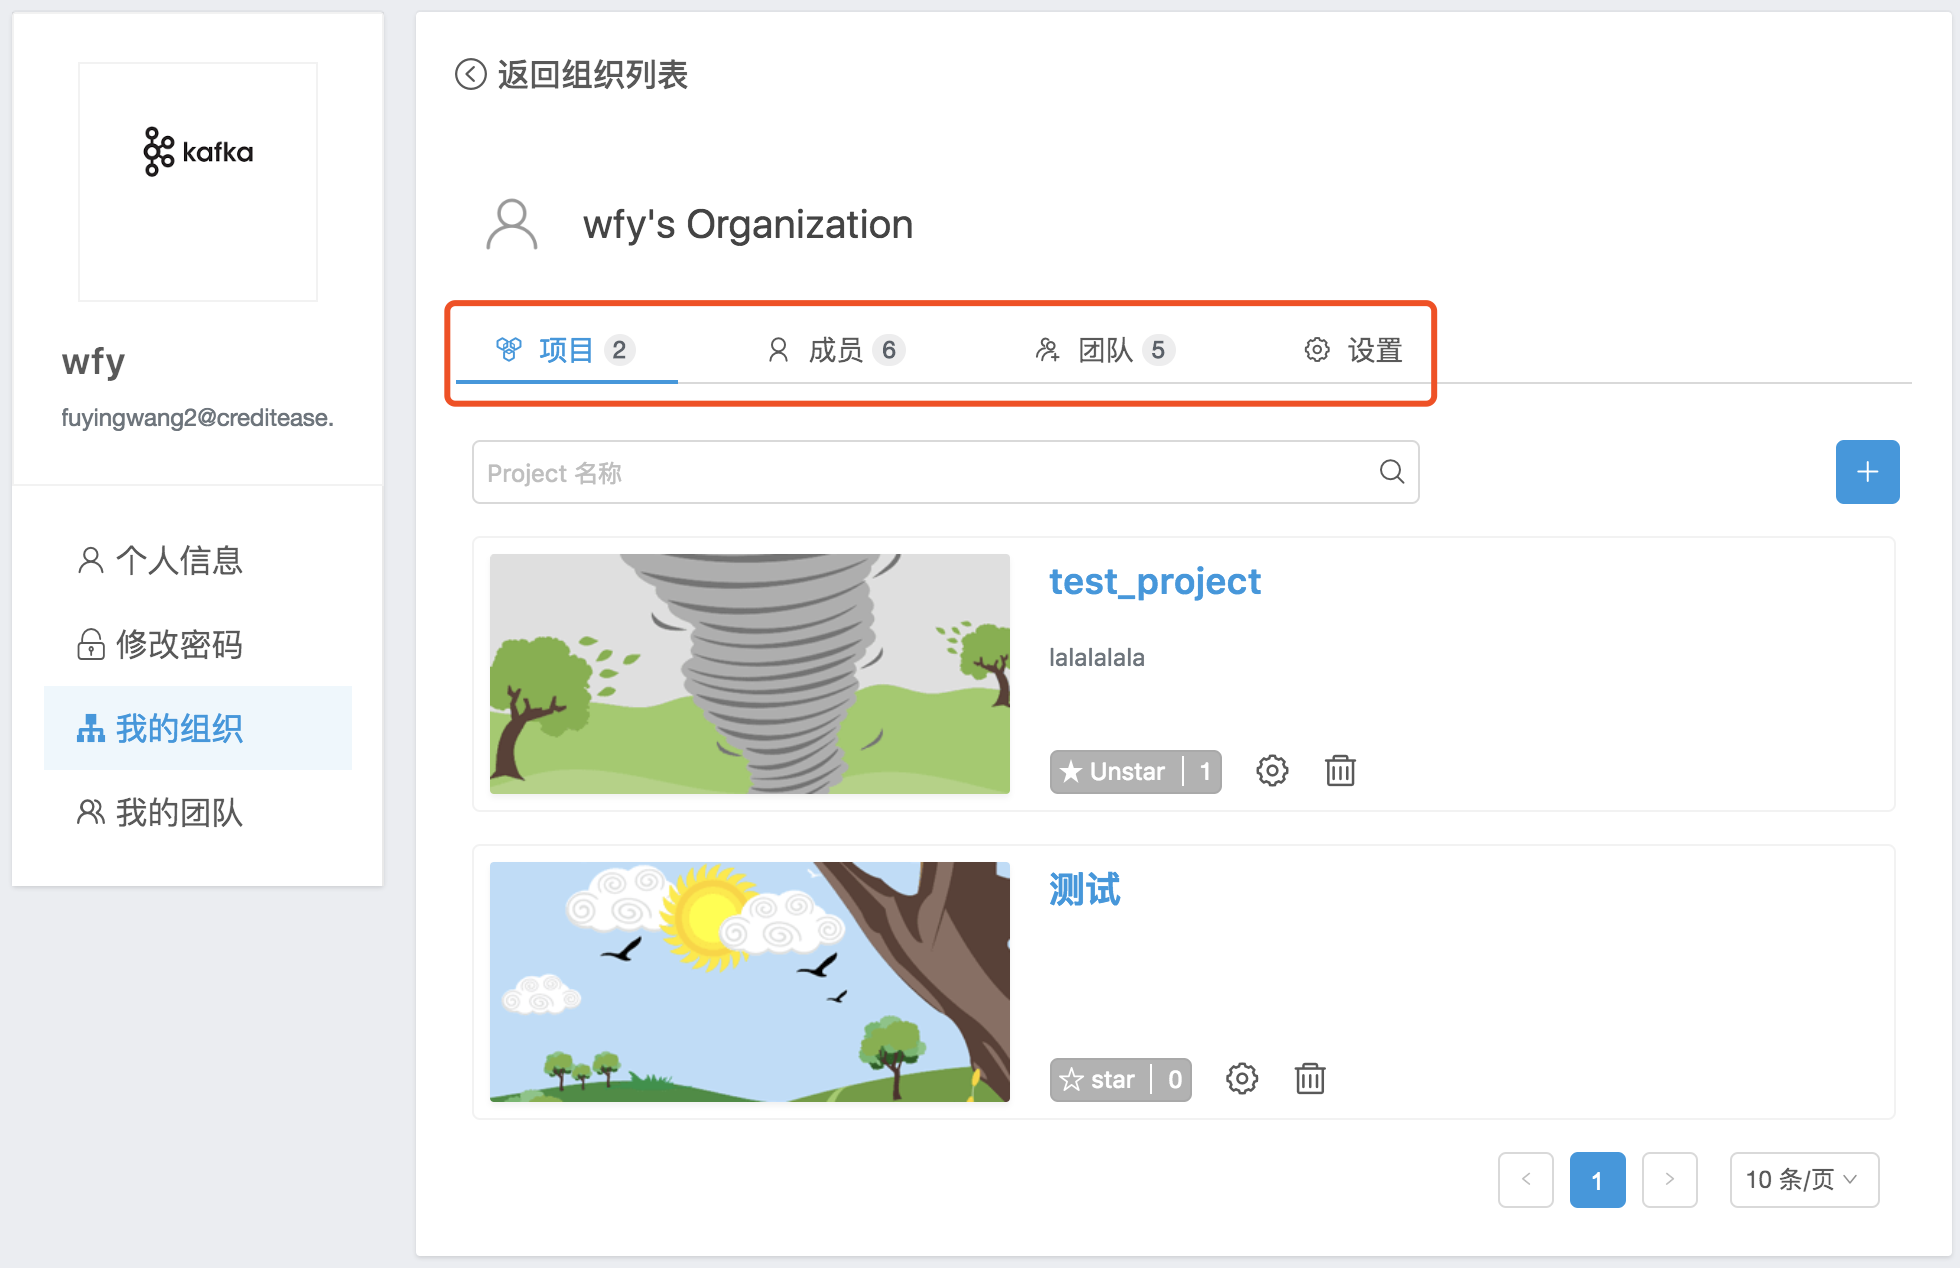 kafka
wfy
fuyingwang2@creditease.
个人信息
修改密码
我的组织
我的团队
返回组织列表
wfy's Organization
项目 2 成员 6 团队 5 设置
Project 名称
test_project
lalalalala
Unstar 1
测试
star 0
1 10 条/页